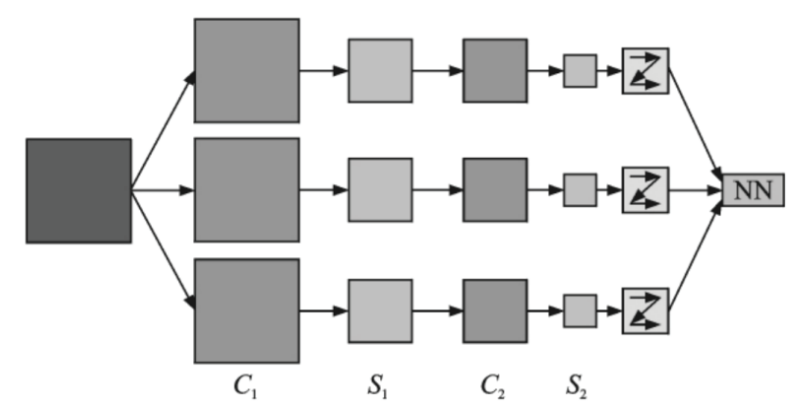 NN
C₁ S₁ C₂ S₂